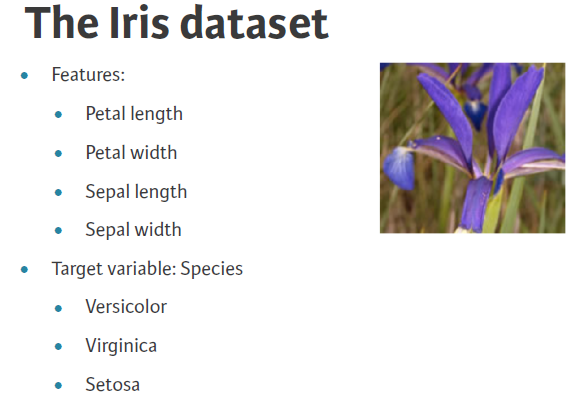 The Iris dataset
Features:
Petal length
Petal width
Sepal length
Sepal width
Target variable: Species
Versicolor
Virginica
Setosa